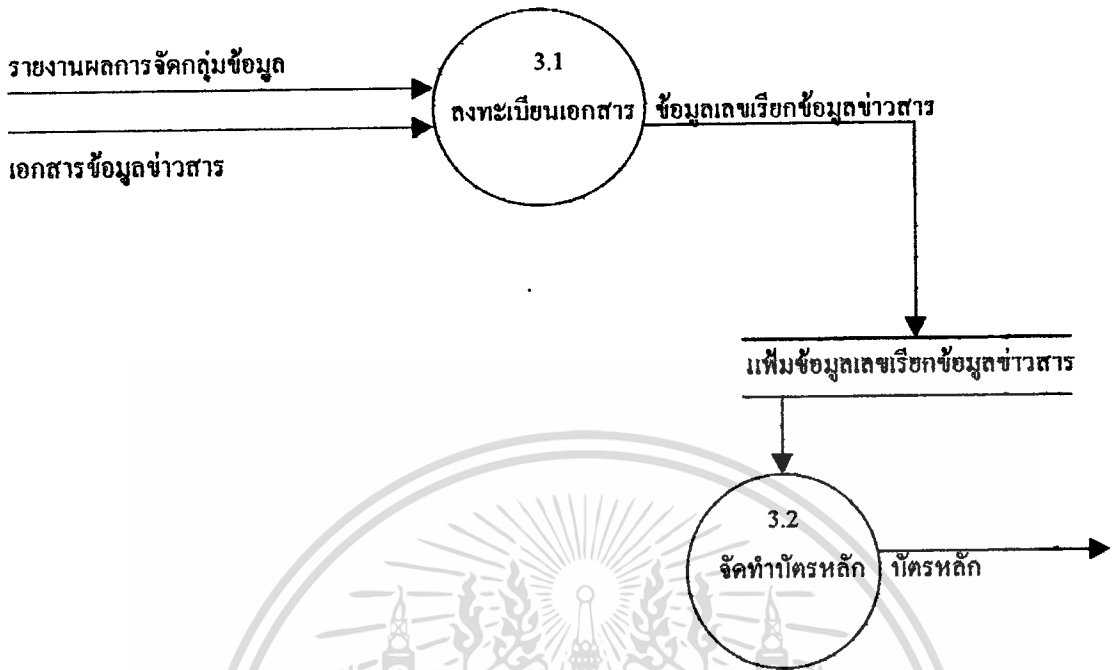 รายงานผลการจัดกลุ่มข้อมูล
เอกสารข้อมูลข่าวสาร
3.1
ลงทะเบียนเอกสาร
ข้อมูลเลขเรียกข้อมูลข่าวสาร
แฟ้มข้อมูลเลขเรียกข้อมูลข่าวสาร
3.2
จัดทำบัตรหลัก
บัตรหลัก